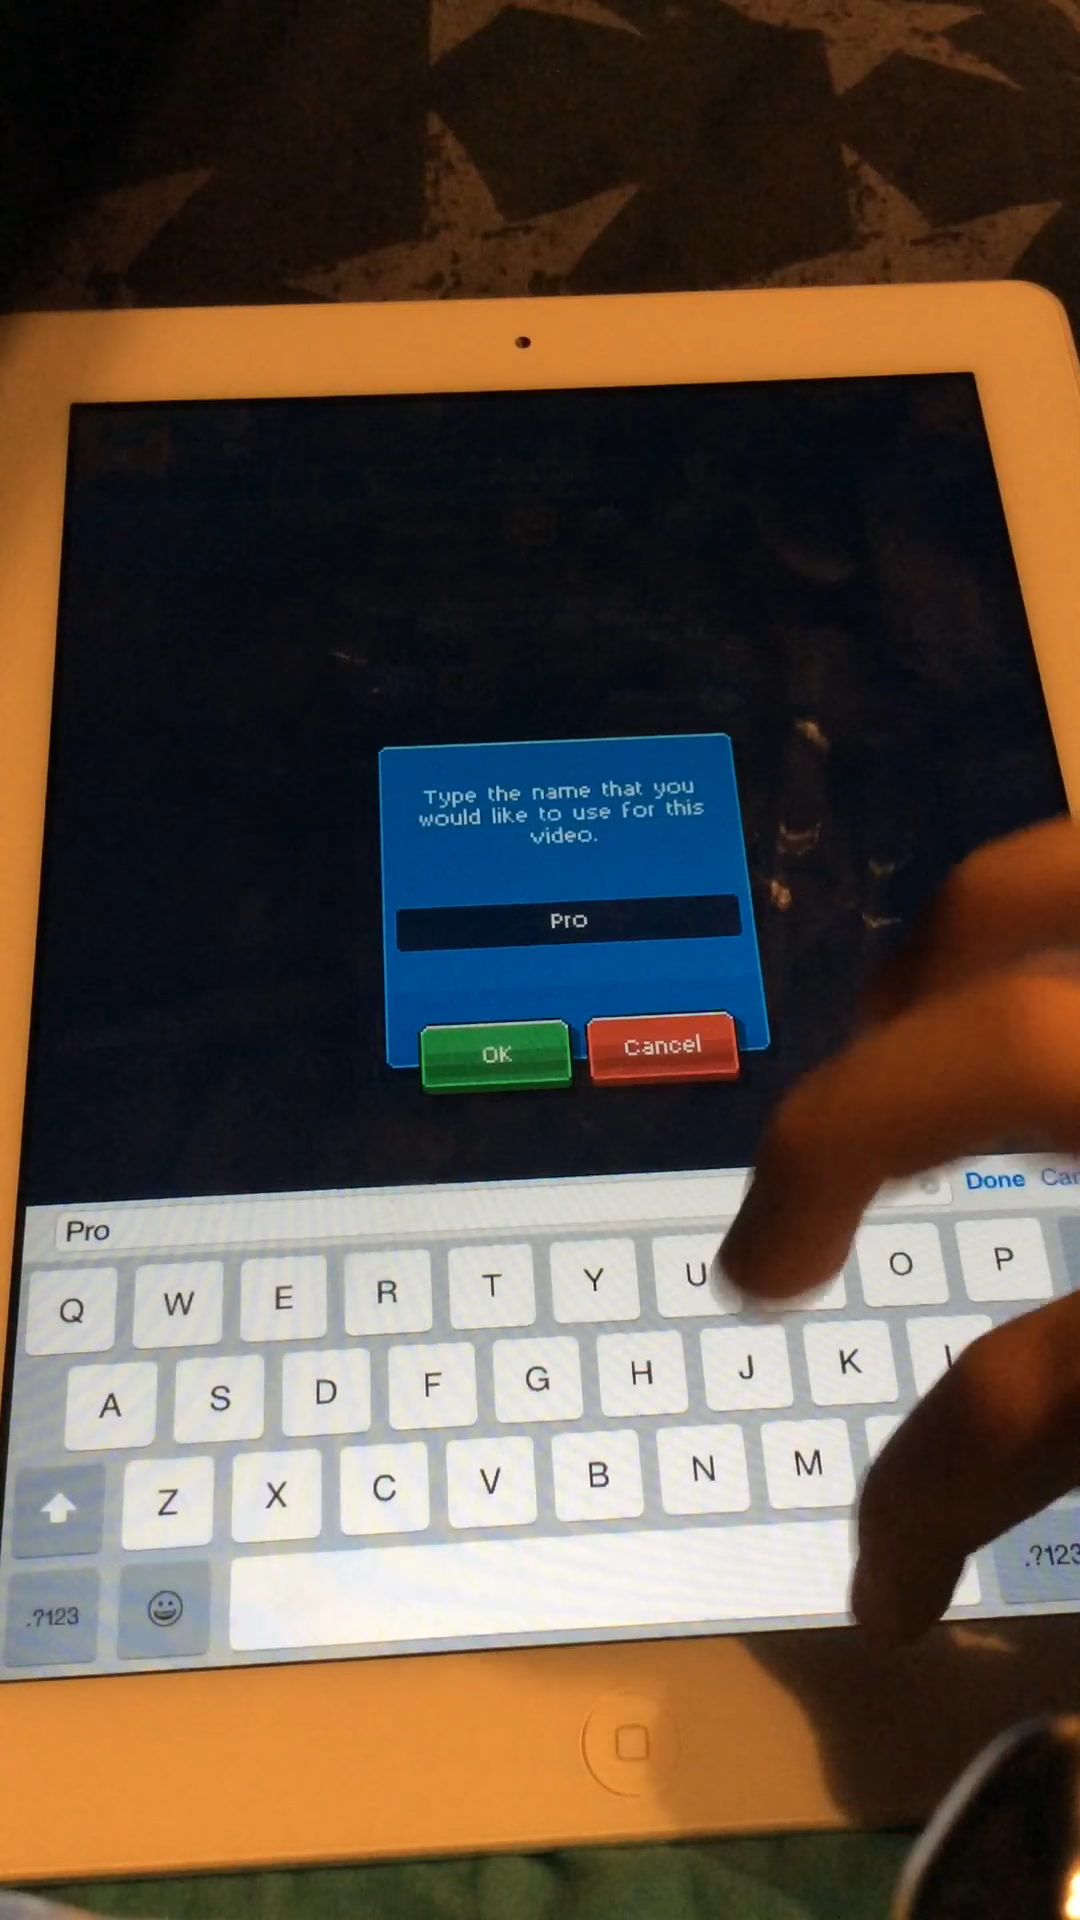 Type the name that you
would like to use for this
video.
Pro
OK
Cancel
Done
Pro
Q W E R T Y U O P
A S D F G H J K
Z X C V B N M
.?123
.?123